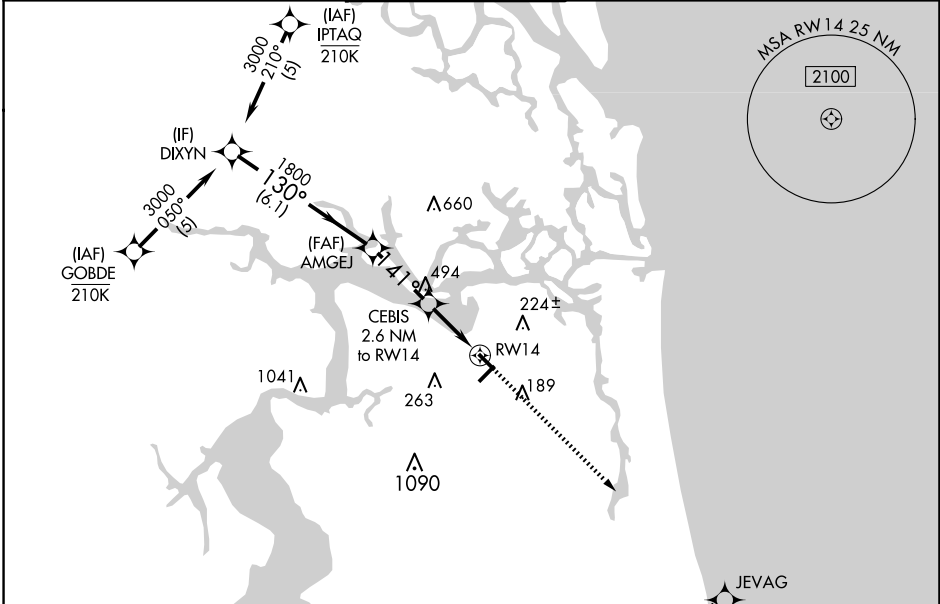 (IAF)
IPTAQ
210K
3000
210°
(5)
MSA RW14 25 NM
2100
(IF)
DIXYN
1800
130°
(6.1)
3000
050°
(5)
660
(IAF)
GOBDE
210K
(FAF)
AMGEJ
141°
494
CEBIS
2.6 NM
to RW14
224±
RW14
1041
263
189
1090
JEVAG